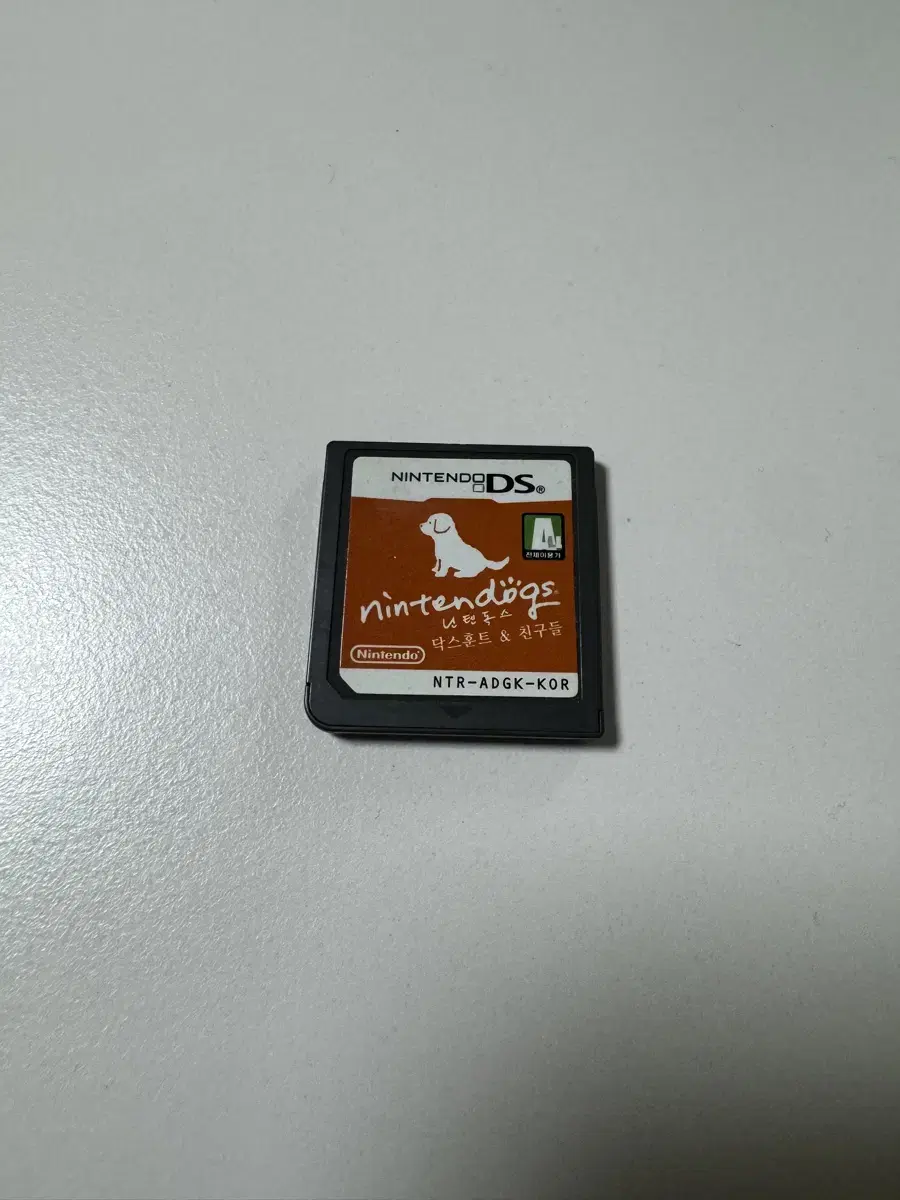 NINTENDO DS®
A
전체이용가
nintendogs
닌텐독스
닥스훈트 & 친구들
Nintendo®
NTR-ADGK-KOR